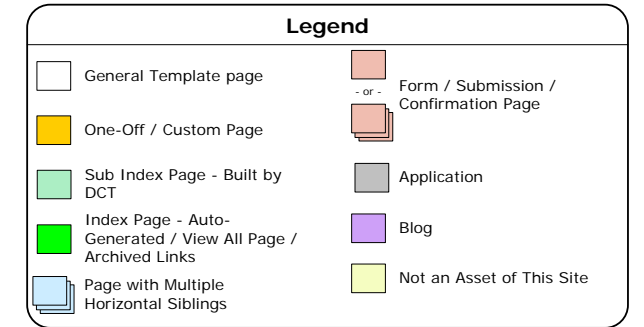 Legend
General Template page
One-Off / Custom Page
Sub Index Page - Built by
DCT
Index Page - Auto-
Generated / View All Page /
Archived Links
Page with Multiple
Horizontal Siblings
- or -
Form / Submission /
Confirmation Page
Application
Blog
Not an Asset of This Site